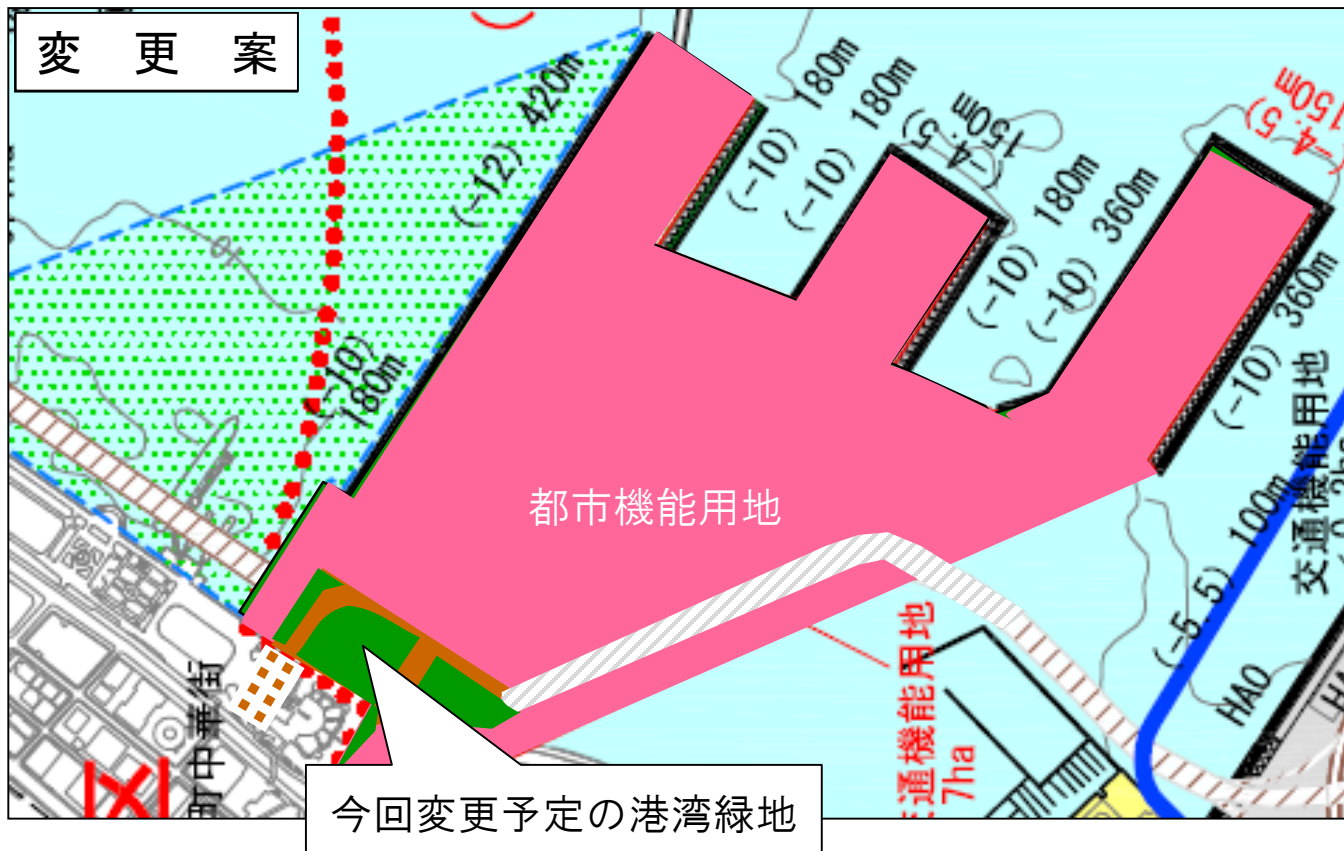 変更案
420m
(-12)
(-10)
180m
180m
(-10)
180m
(-10)
150m
(-4.5)
180m
(-10)
360m
(-10)
150m
(-4.5)
360m
(-10)
都市機能用地
交通機能用地
100m
(-5.5)
HAO
交通機能用地
7ha
町中華街
区
今回変更予定の港湾緑地